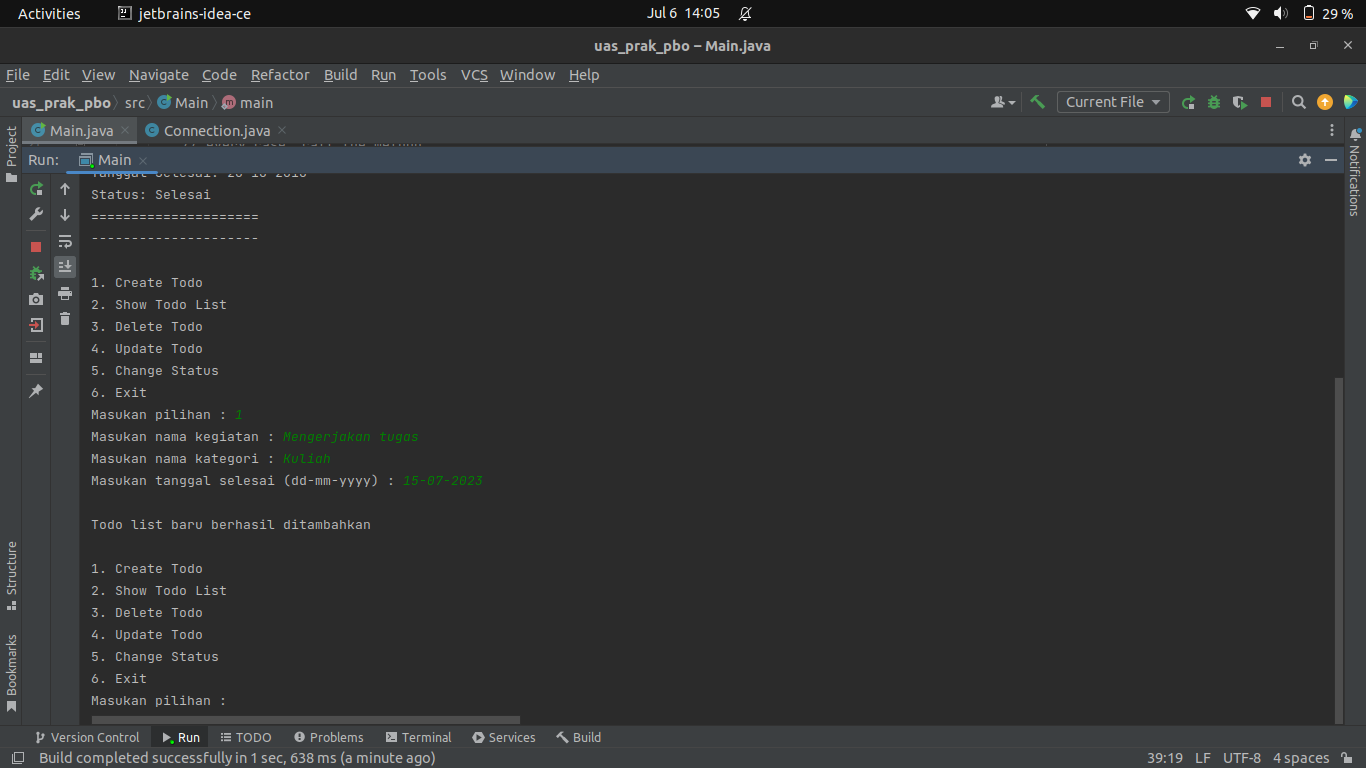 Activities jetbrains-idea-ce Jul 6 14:05 29 %
uas_prak_pbo – Main.java
File Edit View Navigate Code Refactor Build Run Tools VCS Window Help
uas_prak_pbo src Main main Current File
Main.java Connection.java
Project
Run: Main
Notifications
Status: Selesai
=====================
---------------------
1. Create Todo
2. Show Todo List
3. Delete Todo
4. Update Todo
5. Change Status
6. Exit
Masukan pilihan : 1
Masukan nama kegiatan : Mengerjakan tugas
Masukan nama kategori : Kuliah
Masukan tanggal selesai (dd-mm-yyyy) : 15-07-2023
Todo list baru berhasil ditambahkan
1. Create Todo
2. Show Todo List
3. Delete Todo
4. Update Todo
5. Change Status
6. Exit
Masukan pilihan :
Structure
Bookmarks
Version Control Run TODO Problems Terminal Services Build
Build completed successfully in 1 sec, 638 ms (a minute ago) 39:19 LF UTF-8 4 spaces